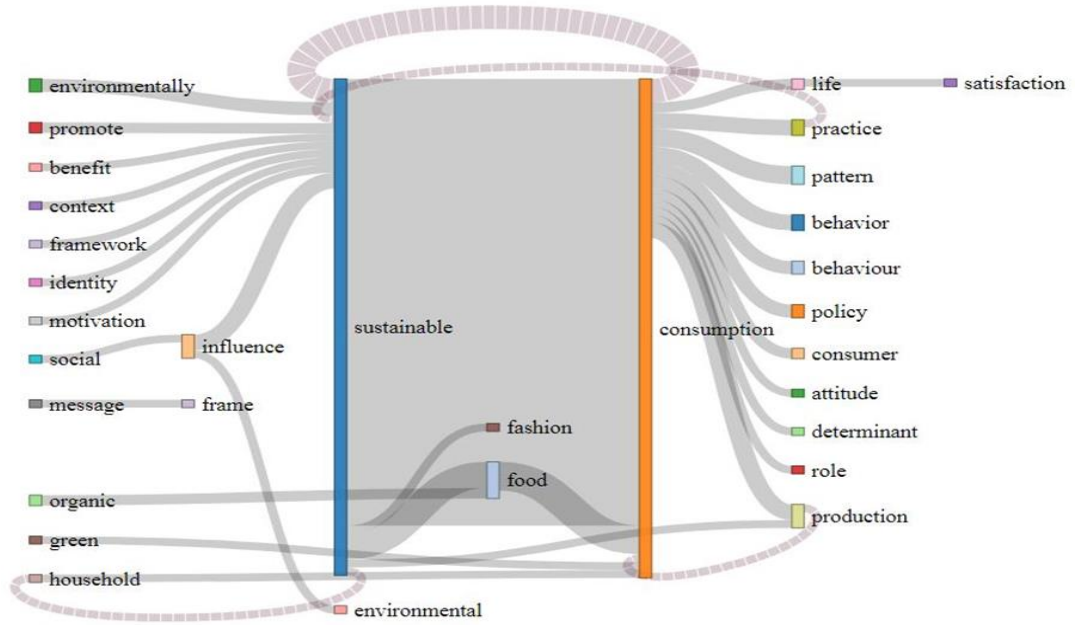 environmentally
promote
benefit
context
framework
identity
motivation
social
message
organic
green
household
influence
frame
sustainable
environmental
fashion
food
consumption
life
practice
pattern
behavior
behaviour
policy
consumer
attitude
determinant
role
production
satisfaction